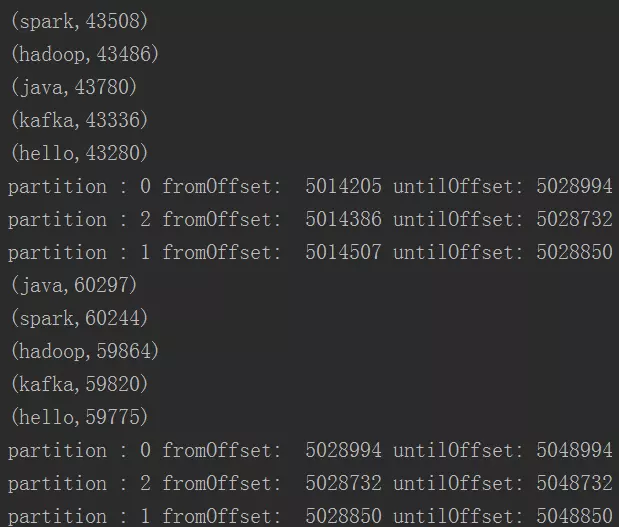 (spark,43508)
(hadoop,43486)
(java,43780)
(kafka,43336)
(hello,43280)
partition : 0 fromOffset:  5014205 untilOffset: 5028994
partition : 2 fromOffset:  5014386 untilOffset: 5028732
partition : 1 fromOffset:  5014507 untilOffset: 5028850
(java,60297)
(spark,60244)
(hadoop,59864)
(kafka,59820)
(hello,59775)
partition : 0 fromOffset:  5028994 untilOffset: 5048994
partition : 2 fromOffset:  5028732 untilOffset: 5048732
partition : 1 fromOffset:  5028850 untilOffset: 5048850